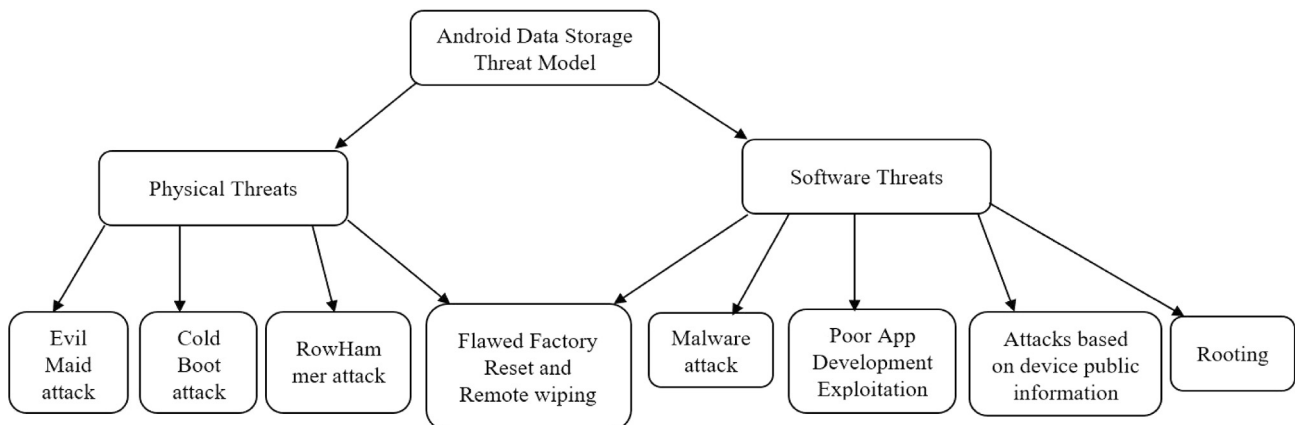 Android Data Storage
Threat Model
Physical Threats
Software Threats
Evil
Maid
attack
Cold
Boot
attack
RowHam
mer attack
Flawed Factory
Reset and
Remote wiping
Malware
attack
Poor App
Development
Exploitation
Attacks based
on device public
information
Rooting